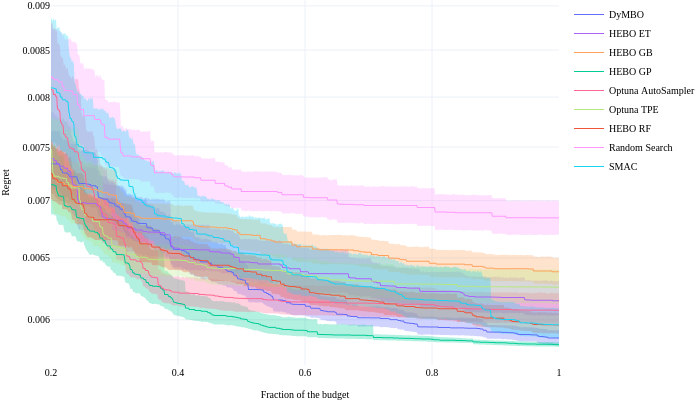 0.009
0.0085
0.008
0.0075
0.007
0.0065
0.006
Regret
0.2
0.4
0.6
0.8
1
Fraction of the budget
DyMBO
HEBO ET
HEBO GB
HEBO GP
Optuna AutoSampler
Optuna TPE
HEBO RF
Random Search
SMAC